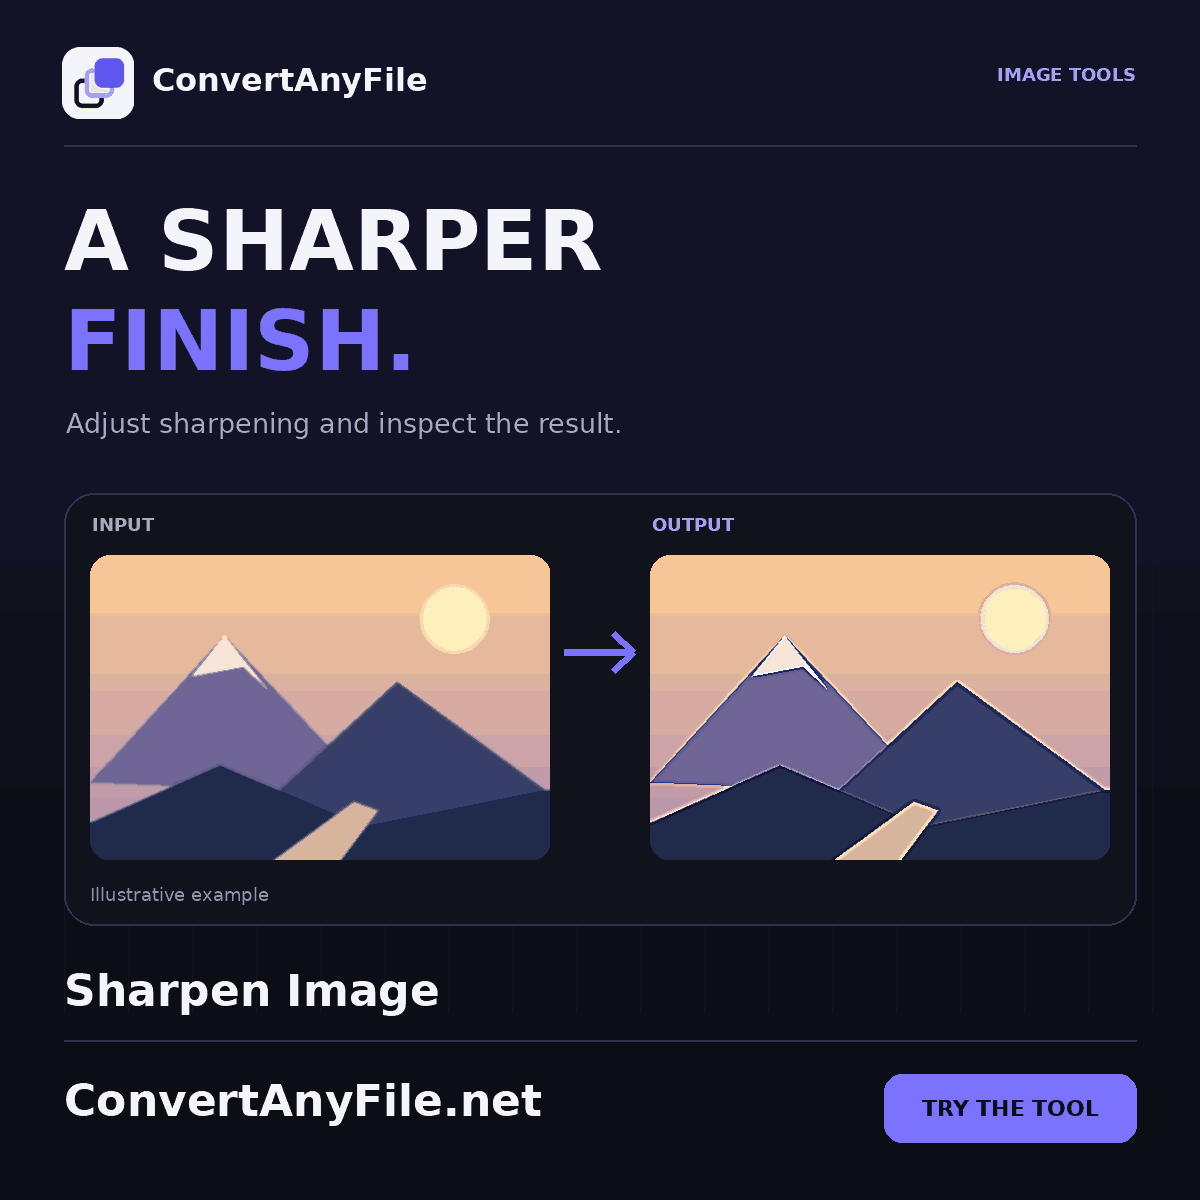 ConvertAnyFile
IMAGE TOOLS
A SHARPER
FINISH.
Adjust sharpening and inspect the result.
INPUT
OUTPUT
Illustrative example
Sharpen Image
ConvertAnyFile.net
TRY THE TOOL